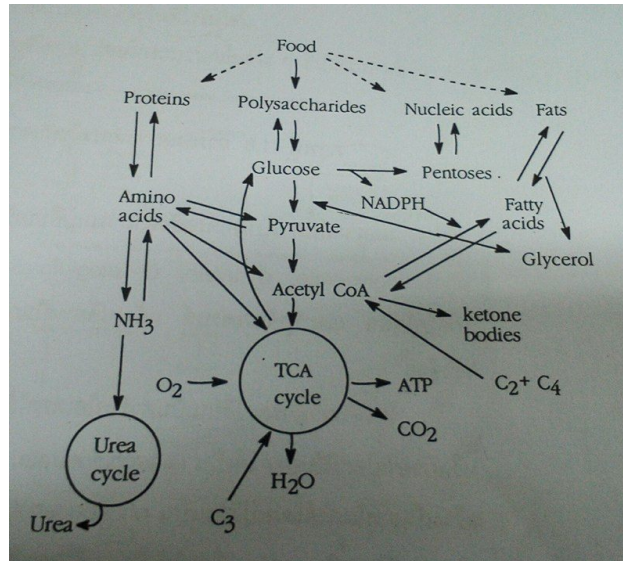 Food
Proteins
Polysaccharides
Nucleic acids
Fats
Glucose
Pentoses
Amino
acids
NADPH
Fatty
acids
Pyruvate
Glycerol
Acetyl CoA
NH3
ketone
bodies
O2
TCA
cycle
ATP
C2+ C4
CO2
Urea
cycle
H2O
C3
Urea